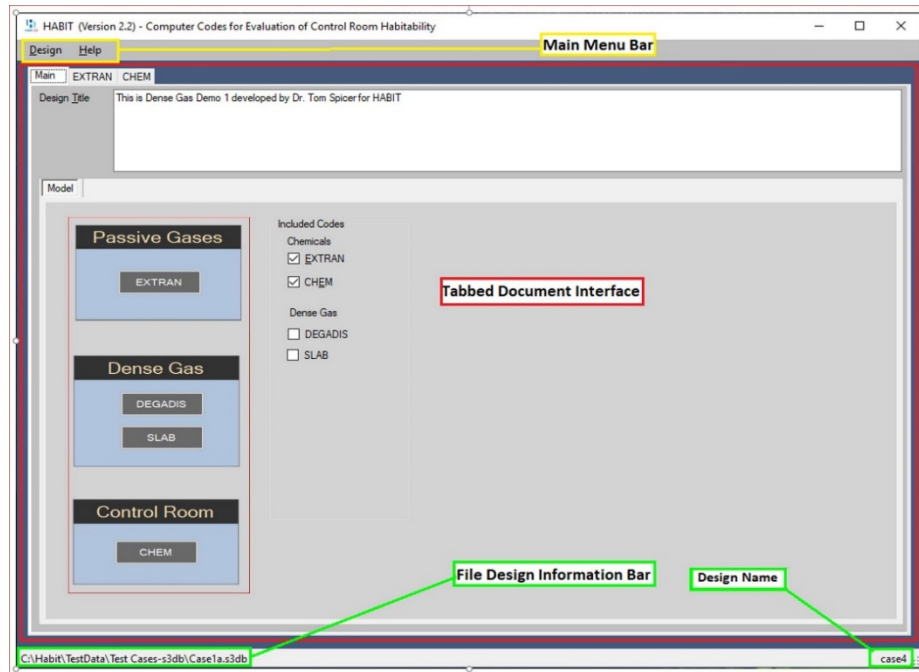 HABIT (Version 2.2) - Computer Codes for Evaluation of Control Room Habitability
Design Help
Main Menu Bar
Main EXTRAN CHEM
Design Title
This is Dense Gas Demo 1 developed by Dr. Tom Spicer for HABIT
Model
Passive Gases
EXTRAN
Included Codes
Chemicals
EXTRAN
CHEM
Tabbed Document Interface
Dense Gas
DEGADIS
SLAB
Dense Gas
DEGADIS
SLAB
Control Room
CHEM
File Design Information Bar
Design Name
C:\Habit\TestData\Test Cases-s3db\Case1a.s3db
case4